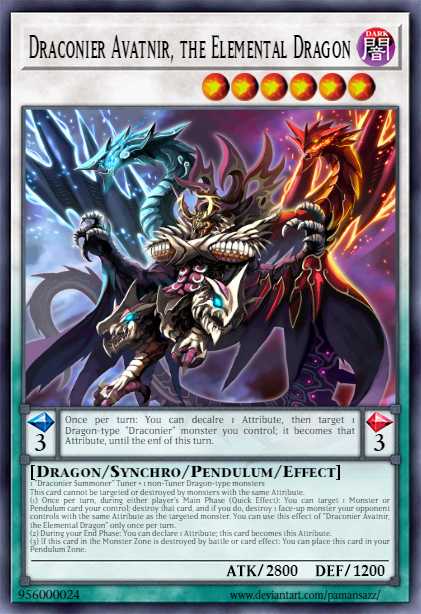 Draconier Avatnir, the Elemental Dragon
DARK
闇
Once per turn: You can decalre 1 Attribute, then target 1
Dragon-type "Draconier" monster you control; it becomes that
Attribute, until the enf of this turn.
3
3
[Dragon/Synchro/Pendulum/Effect]
1 "Draconier Summoner" Tuner + 1 non-Tuner Dragon-type monsters
This card cannot be targeted or destroyed by monsters with the same Attribute.
(1) Once per turn, during either player's Main Phase (Quick Effect): You can target 1 Monster or
Pendulum card your control; destroy that card, and if you do, destroy 1 face-up monster your opponent
controls with the same Attribute as the targeted monster. You can use this effect of "Draconier Avatnir,
the Elemental Dragon" only once per turn.
(2) During your End Phase: You can declare 1 Attribute; this card becomes this Attribute.
(3) If this card in the Monster Zone is destroyed by battle or card effect: You can place this card in your
Pendulum Zone.
ATK/2800 DEF/1200
956000024
www.deviantart.com/pamansazz/